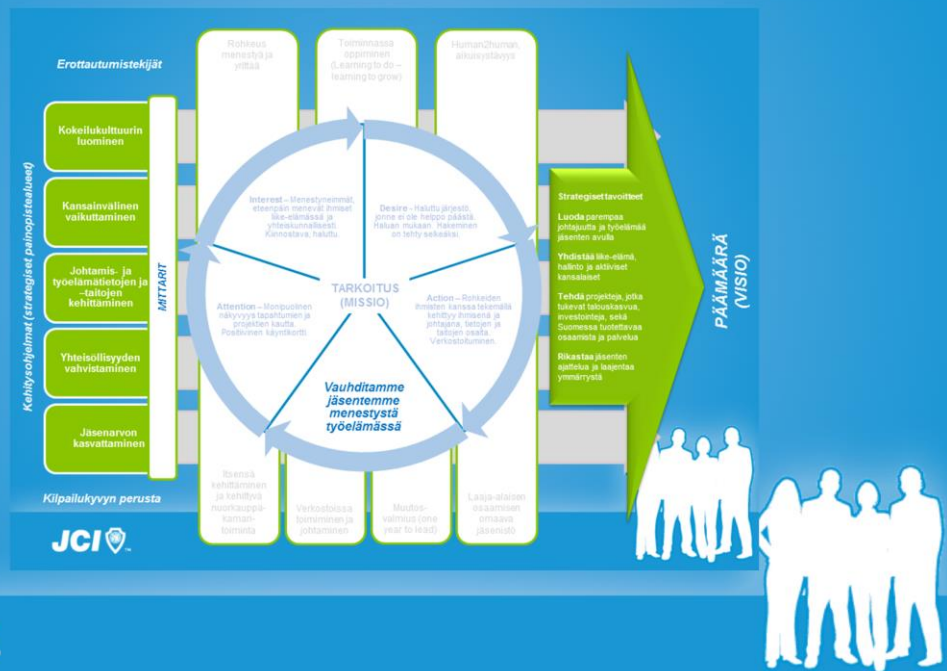 Erottautumistekijät
Rohkeus
menestyä ja
yrittää
Toiminnassa
oppiminen
(Learning to do –
learning to grow)
Human2human,
aikuisystävyys
Kehitysohjelmat (strategiset painopistealueet)
Kokeilukulttuurin
luominen
Kansainvälinen
vaikuttaminen
Johtamis- ja
työelämätietojen ja
–taitojen
kehittäminen
Yhteisöllisyyden
vahvistaminen
Jäsenarvon
kasvattaminen
MITTARIT
Interest – Menestyneimmät,
eteenpäin menevät ihmiset
liike-elämässä ja
yhteiskunnallisesti.
Kiinnostava, haluttu.
Desire – Haluttu järjestö,
jonne ei ole helppo päästä.
Haluan mukaan. Hakeminen
on tehty selkeäksi.
Attention – Monipuolinen
näkyvyys tapahtumien ja
projektien kautta.
Positiivinen käyntikortti.
TARKOITUS
(MISSIO)
Action – Rohkeiden
ihmisten kanssa tekemällä
kehittyy ihmisenä ja
johtajana, tietojen ja
taitojen osalta.
Verkostoituminen.
Vauhditamme
jäsentemme
menestystä
työelämässä
Strategiset tavoitteet
Luoda parempaa
johtajuutta ja työelämää
jäsenten avulla
Yhdistää liike-elämä,
hallinto ja aktiiviset
kansalaiset
Tehdä projekteja, jotka
tukevat talouskasvua,
investointeja, sekä
Suomessa tuotettavaa
osaamista ja palvelua
Rikastaa jäsenten
ajattelua ja laajentaa
ymmärrystä
PÄÄMÄÄRÄ
(VISIO)
Kilpailukyvyn perusta
Itsensä
kehittäminen
ja kehittyvä
nuorkauppa-
kamari-
toiminta
Verkostoissa
toimiminen ja
johtaminen
Muutos-
valmius (one
year to lead)
Laaja-alaisen
osaamisen
omaava
jäsenistö
JCI